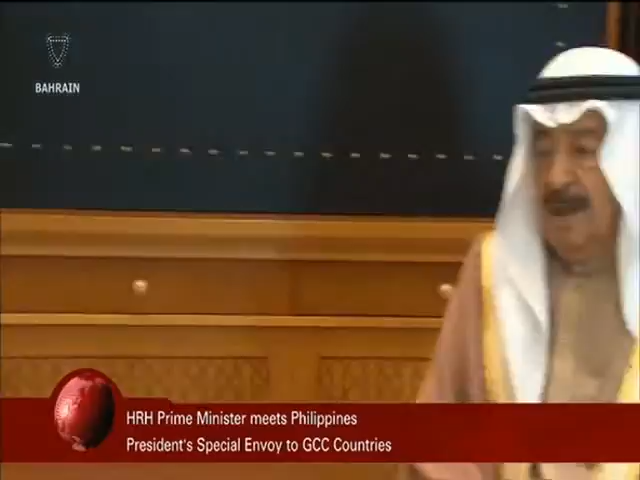 BAHRAIN
HRH Prime Minister meets Philippines
President's Special Envoy to GCC Countries